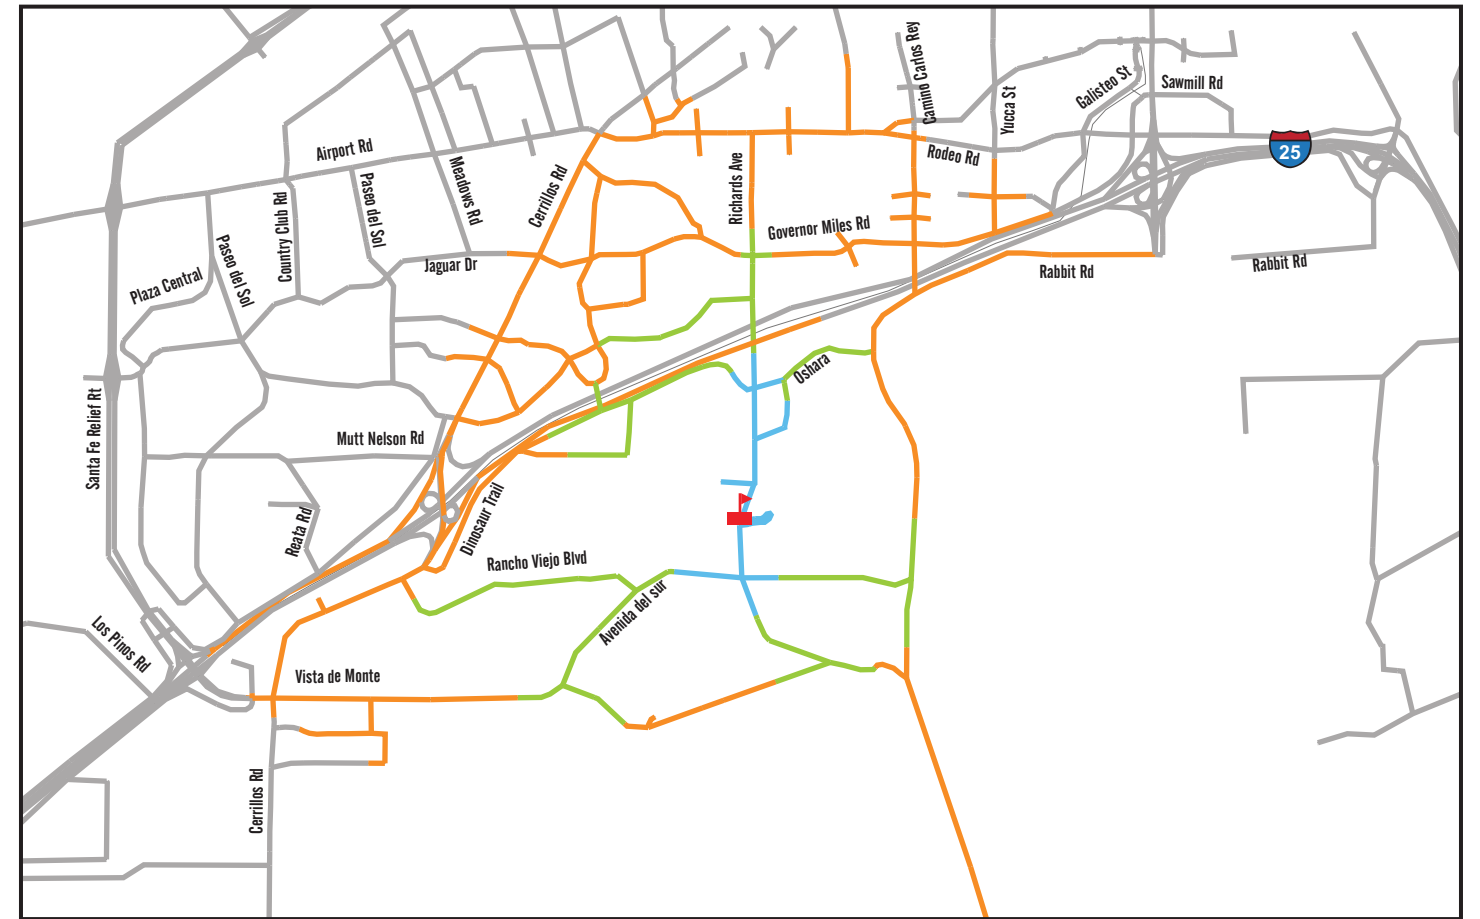 Camino Carlos Rey
Galisteo St
Sawmill Rd
Yucca St
Airport Rd
Rodeo Rd
25
Meadows Rd
Cerrillos Rd
Richards Ave
Paseo del Sol
Country Club Rd
Governor Miles Rd
Paseo del Sol
Plaza Central
Jaguar Dr
Rabbit Rd
Rabbit Rd
Oshara
Santa Fe Relief Rt
Mutt Nelson Rd
Reata Rd
Dinosaur Trail
Rancho Viejo Blvd
Avenida del sur
Los Pinos Rd
Vista de Monte
Cerrillos Rd